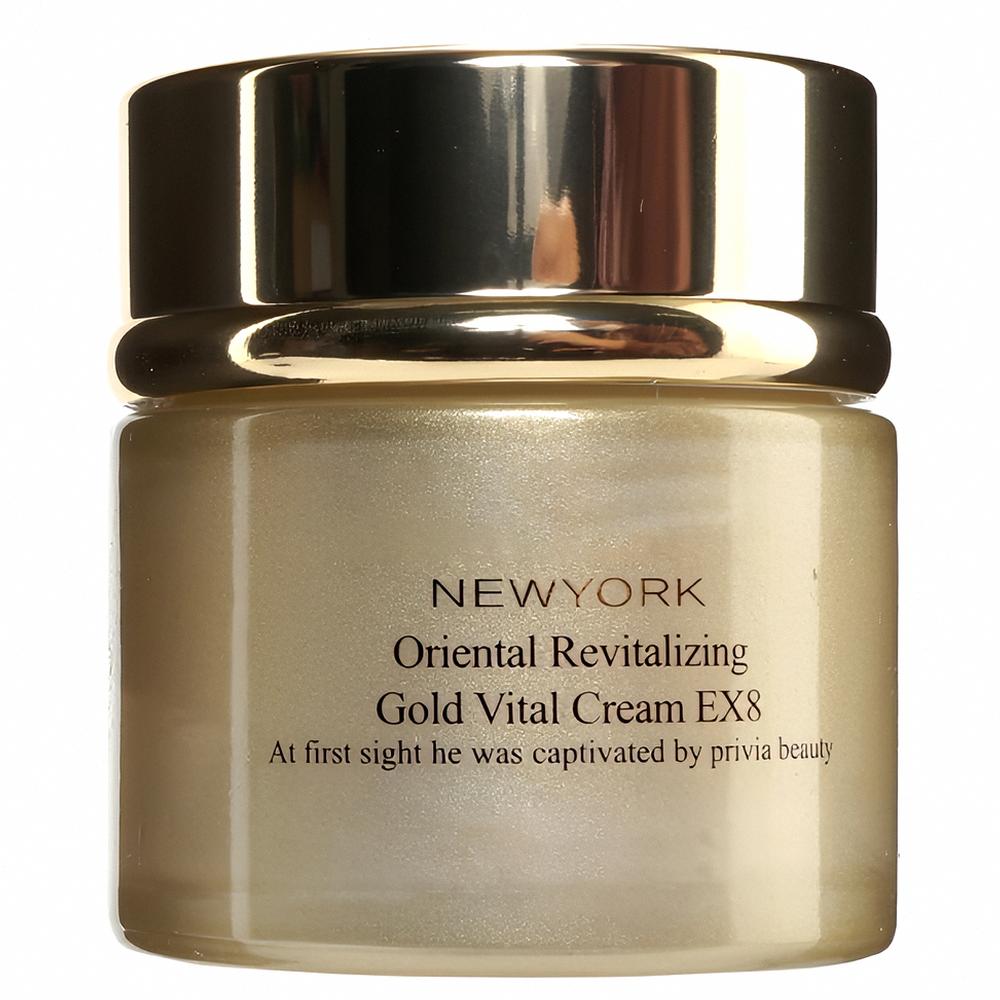 NEWYORK
Oriental Revitalizing
Gold Vital Cream EX8
At first sight he was captivated by privia beauty